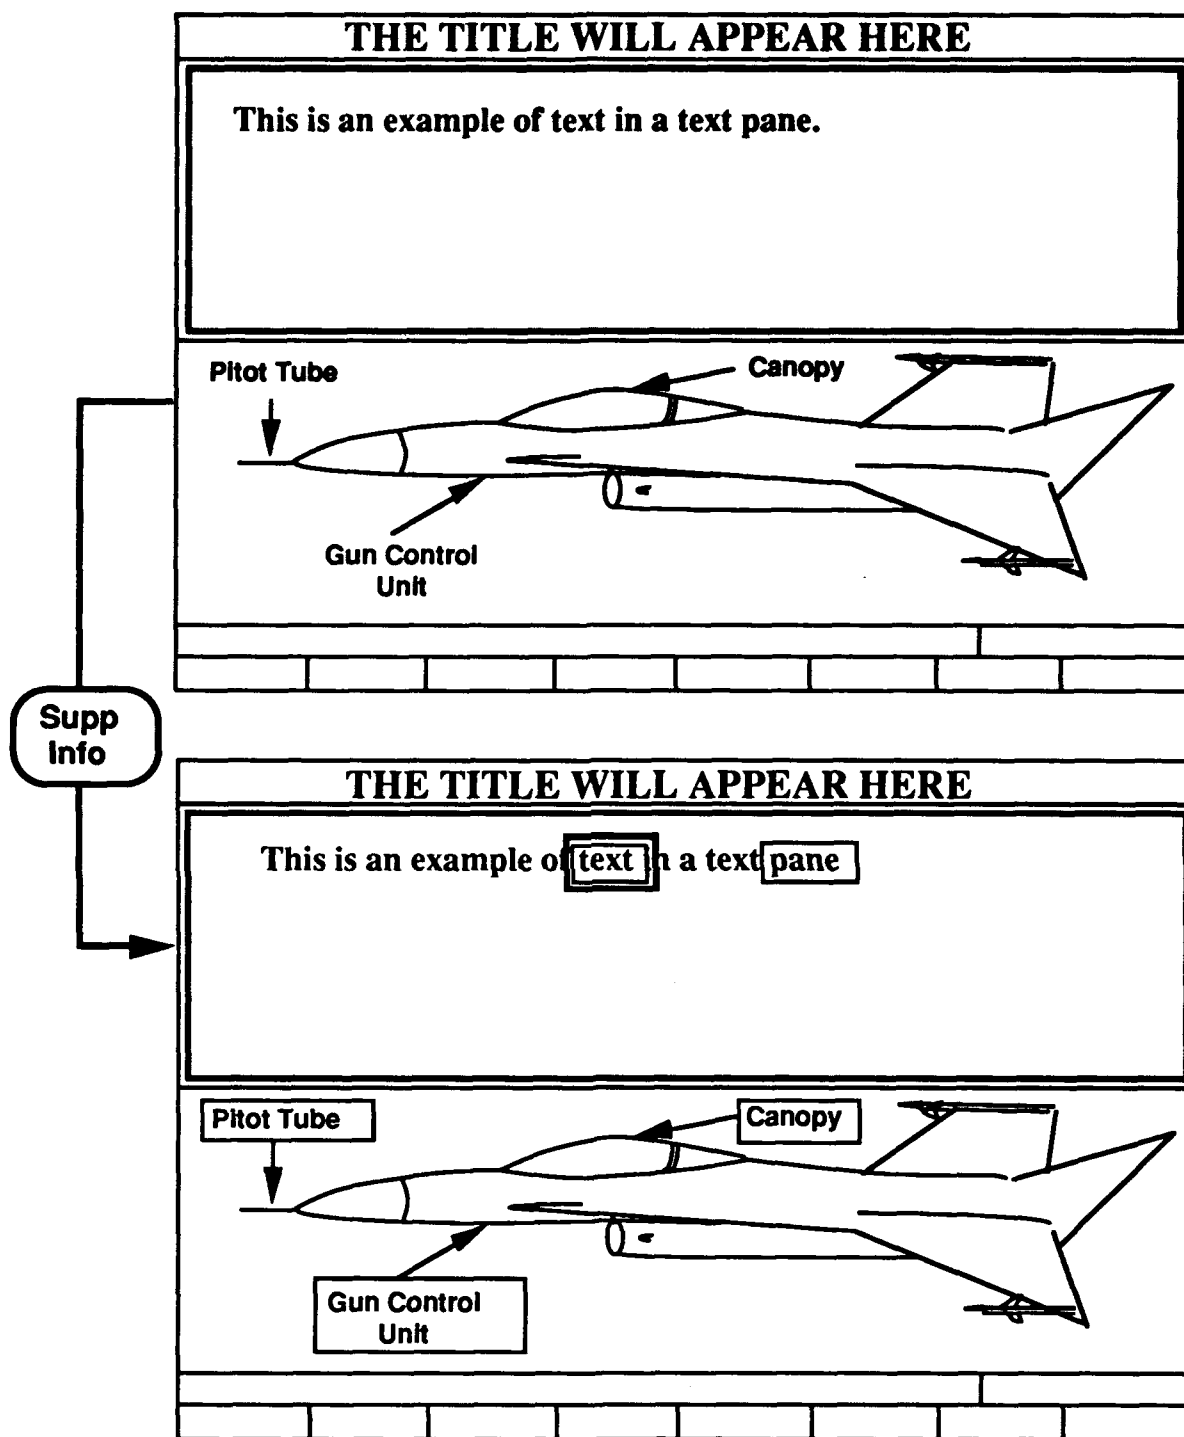 THE TITLE WILL APPEAR HERE
This is an example of text in a text pane.
Pitot Tube
Canopy
Gun Control
Unit
Supp
Info
THE TITLE WILL APPEAR HERE
This is an example of text in a text pane
Pitot Tube
Canopy
Gun Control
Unit